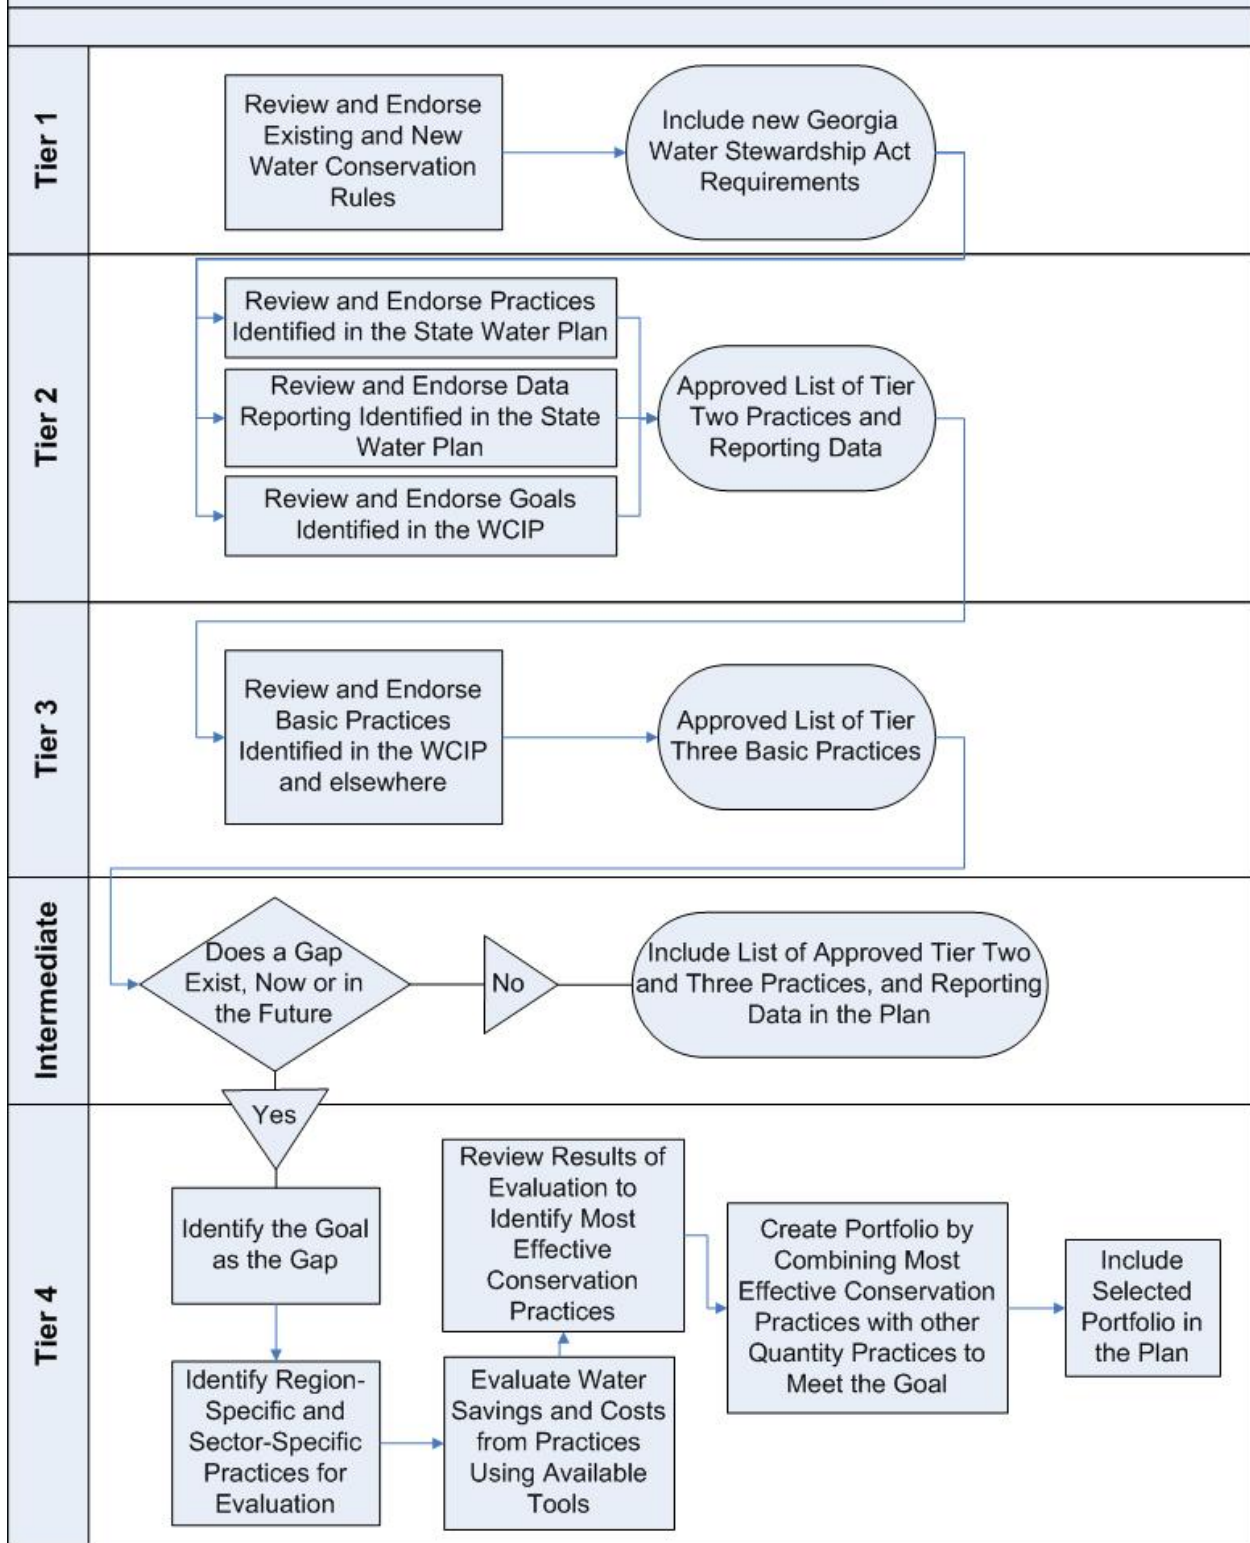 Tier 1
Review and Endorse
Existing and New
Water Conservation
Rules
Include new Georgia
Water Stewardship Act
Requirements
Tier 2
Review and Endorse Practices
Identified in the State Water Plan
Review and Endorse Data
Reporting Identified in the State
Water Plan
Review and Endorse Goals
Identified in the WCIP
Approved List of Tier
Two Practices and
Reporting Data
Tier 3
Review and Endorse
Basic Practices
Identified in the WCIP
and elsewhere
Approved List of Tier
Three Basic Practices
Intermediate
Does a Gap
Exist, Now or in
the Future
No
Include List of Approved Tier Two
and Three Practices, and Reporting
Data in the Plan
Yes
Tier 4
Identify the Goal
as the Gap
Identify Region-
Specific and
Sector-Specific
Practices for
Evaluation
Evaluate Water
Savings and Costs
from Practices
Using Available
Tools
Review Results of
Evaluation to
Identify Most
Effective
Conservation
Practices
Create Portfolio by
Combining Most
Effective Conservation
Practices with other
Quantity Practices to
Meet the Goal
Include
Selected
Portfolio in
the Plan